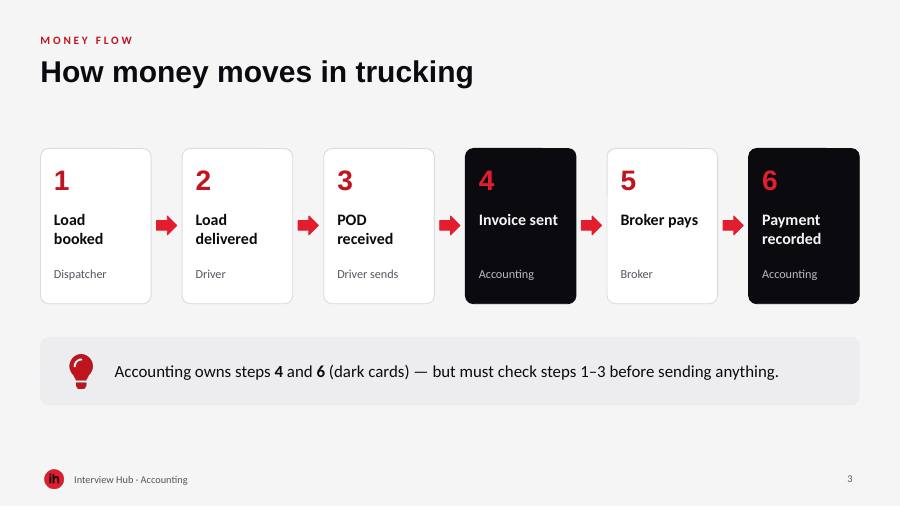 MONEY FLOW
How money moves in trucking
1
Load
booked
Dispatcher
2
Load
delivered
Driver
3
POD
received
Driver sends
4
Invoice sent
Accounting
5
Broker pays
Broker
6
Payment
recorded
Accounting
Accounting owns steps 4 and 6 (dark cards) — but must check steps 1–3 before sending anything.
ih
Interview Hub · Accounting
3